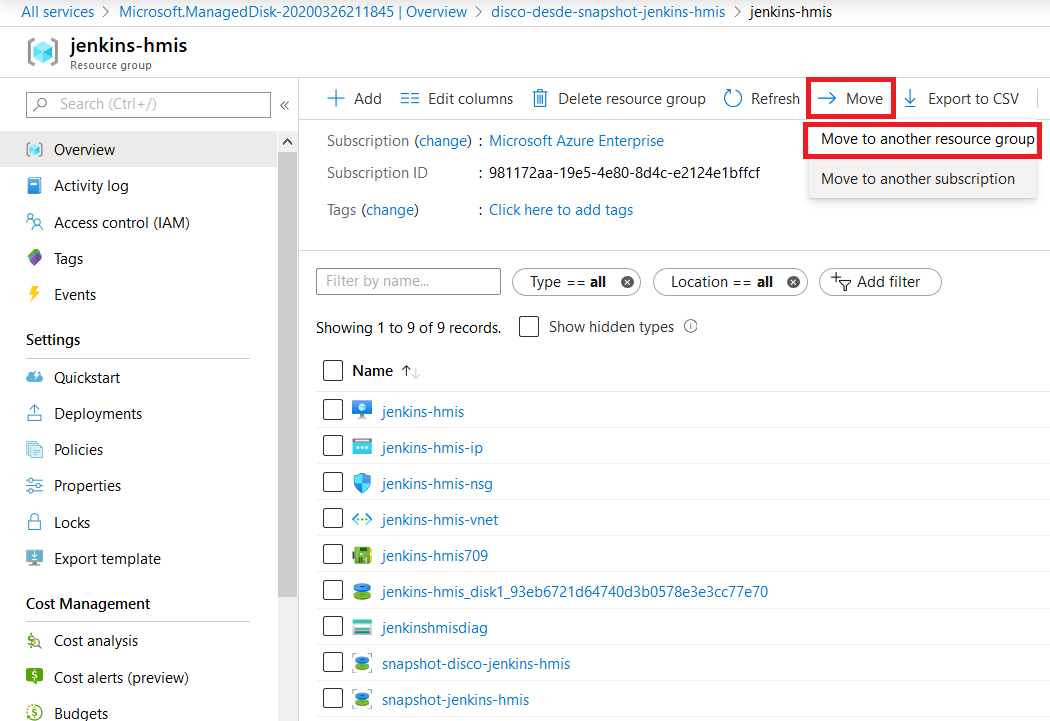 All services > Microsoft.ManagedDisk-20200326211845 | Overview > disco-desde-snapshot-jenkins-hmis > jenkins-hmis
jenkins-hmis
Resource group
Search (Ctrl+/) «
Add Edit columns Delete resource group Refresh Move Export to CSV
Move to another resource group
Move to another subscription
Subscription (change) : Microsoft Azure Enterprise
Subscription ID : 981172aa-19e5-4e80-8d4c-e2124e1bffcf
Tags (change) : Click here to add tags
Overview
Activity log
Access control (IAM)
Tags
Events
Settings
Quickstart
Deployments
Policies
Properties
Locks
Export template
Cost Management
Cost analysis
Cost alerts (preview)
Budgets
Filter by name... Type == all Location == all Add filter
Showing 1 to 9 of 9 records. Show hidden types
Name ↑↓
jenkins-hmis
jenkins-hmis-ip
jenkins-hmis-nsg
jenkins-hmis-vnet
jenkins-hmis709
jenkins-hmis_disk1_93eb6721d64740d3b0578e3e3cc77e70
jenkinshmisdiag
snapshot-disco-jenkins-hmis
snapshot-jenkins-hmis